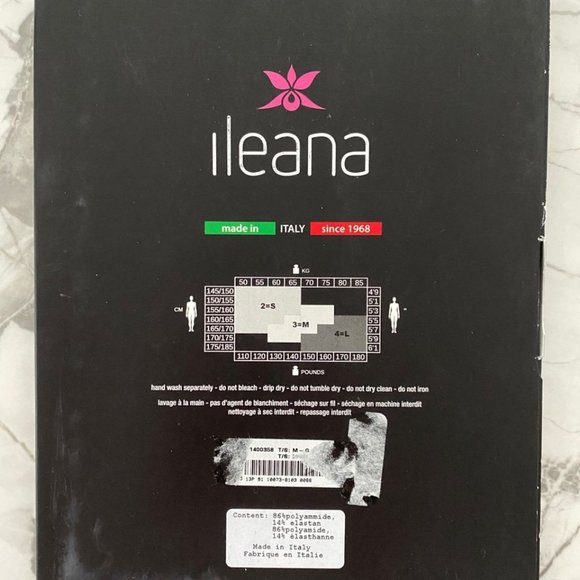 ileana
made in ITALY since 1968
KG
50 55 60 65 70 75 80 85
145/150 4'9
150/155 5'1
155/160 2=S 5'3
CM 160/165 3=M 5'5
165/170 4=L 5'7
170/175 5'9
175/185 6'1
110 120 130 140 150 160 170 180
POUNDS
hand wash separately - do not bleach - drip dry - do not tumble dry - do not dry clean - do not iron
lavage à la main - pas d'agent de blanchiment - séchage sur fil - séchage en machine interdit
nettoyage à sec interdit - repassage interdit
1400358 T/S: M - G
T/S:
13P 51 10073-8103 0086
Content: 86%polyammide,
14% elastan
86%polyamide,
14% élasthanne
Made in Italy
Fabrique en Italie